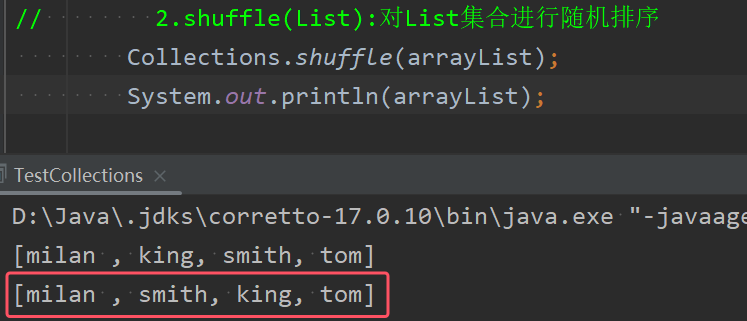 // 2.shuffle(List):对List集合进行随机排序
Collections.shuffle(arrayList);
System.out.println(arrayList);
TestCollections ×
D:\Java\.jdks\corretto-17.0.10\bin\java.exe "-javaage
[milan , king, smith, tom]
[milan , smith, king, tom]